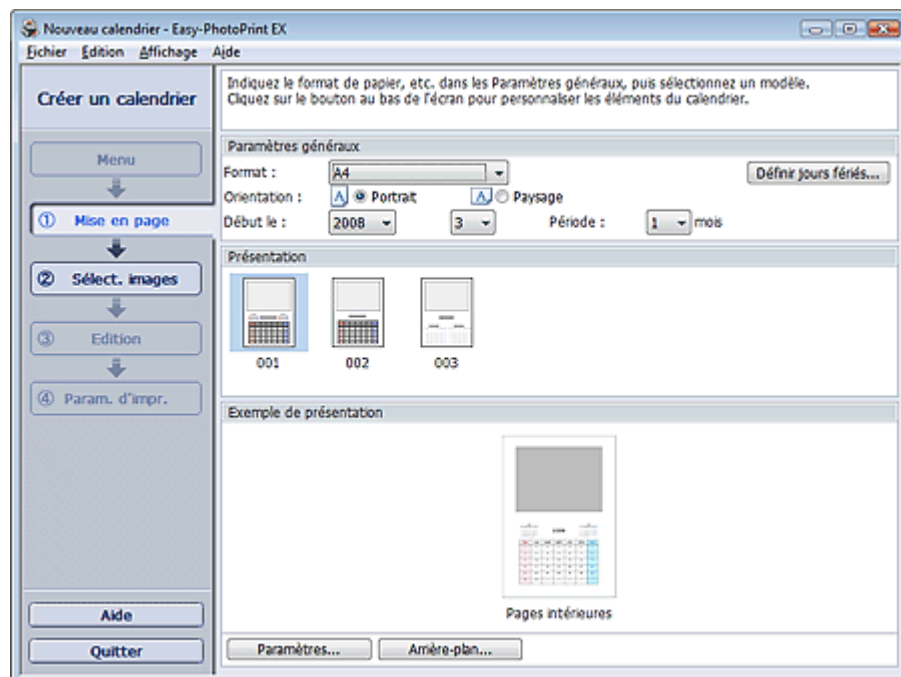 Nouveau calendrier - Easy-PhotoPrint EX
Fichier Édition Affichage Aide
Créer un calendrier
Indiquez le format de papier, etc. dans les Paramètres généraux, puis sélectionnez un modèle.
Cliquez sur le bouton au bas de l'écran pour personnaliser les éléments du calendrier.
Menu
① Mise en page
② Sélect. images
③ Edition
④ Param. d'impr.
Aide
Quitter
Paramètres généraux
Format : A4 Définir jours fériés...
Orientation : A Portrait A Paysage
Début le : 2008 3 Période : 1 mois
Présentation
001 002 003
Exemple de présentation
Pages intérieures
Paramètres... Arrière-plan...